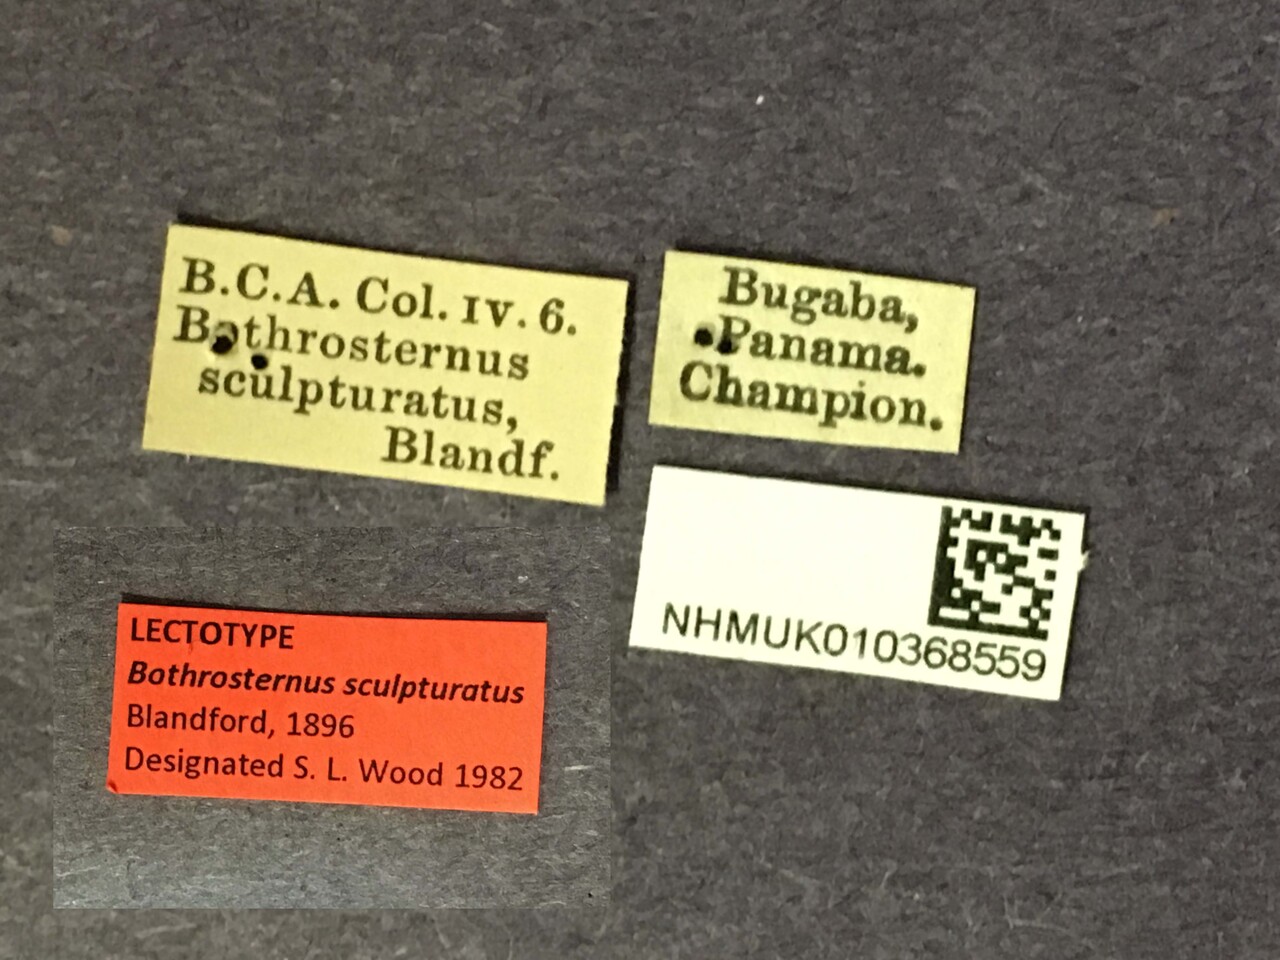 B.C.A. Col. IV. 6.
Bothrosternus
sculpturatus,
Blandf.
Bugaba,
Panama.
Champion.
NHMUK010368559
LECTOTYPE
Bothrosternus sculpturatus
Blandford, 1896
Designated S. L. Wood 1982